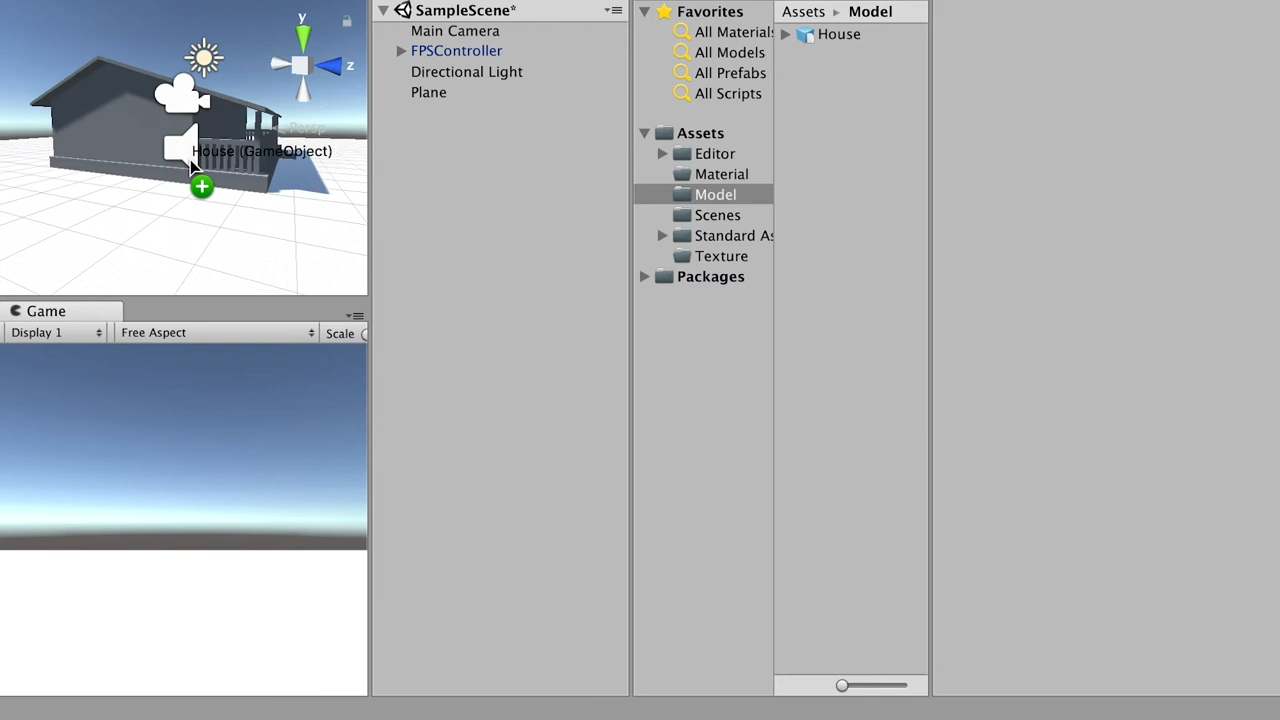 y
z
Persp
House (GameObject)
Game
Display 1
Free Aspect
Scale
SampleScene*
Main Camera
FPSController
Directional Light
Plane
Favorites
All Materials
All Models
All Prefabs
All Scripts
Assets
Editor
Material
Model
Scenes
Standard As
Texture
Packages
Assets Model
House